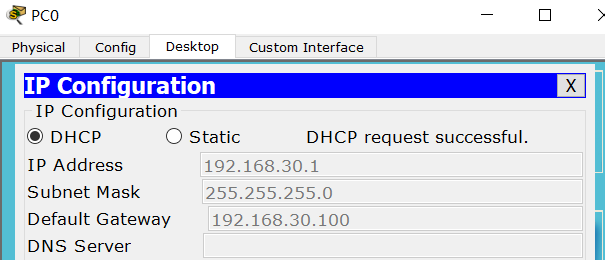 PC0
Physical Config Desktop Custom Interface
IP Configuration X
IP Configuration
DHCP Static DHCP request successful.
IP Address 192.168.30.1
Subnet Mask 255.255.255.0
Default Gateway 192.168.30.100
DNS Server